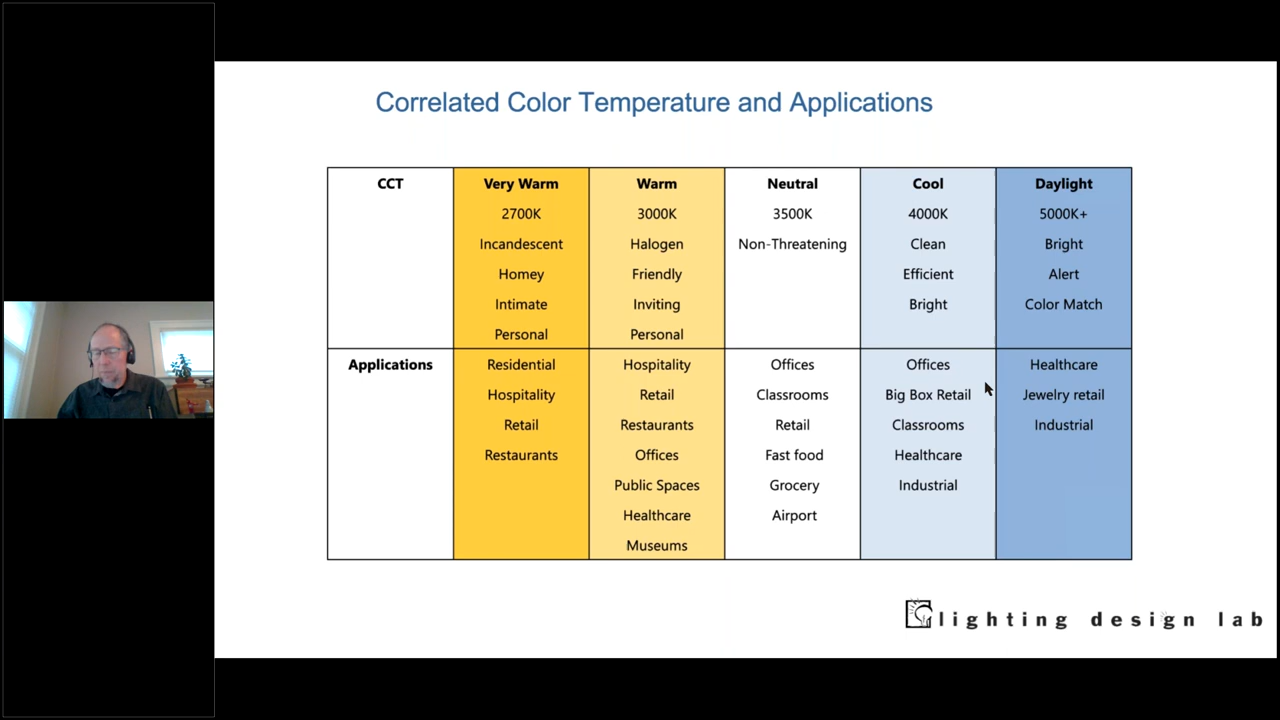 Correlated Color Temperature and Applications
CCT Very Warm Warm Neutral Cool Daylight
2700K 3000K 3500K 4000K 5000K+
Incandescent Halogen Non-Threatening Clean Bright
Homey Friendly Efficient Alert
Intimate Inviting Bright Color Match
Personal Personal
Applications Residential Hospitality Offices Offices Healthcare
Hospitality Retail Classrooms Big Box Retail Jewelry retail
Retail Restaurants Retail Classrooms Industrial
Restaurants Offices Fast food Healthcare
Public Spaces Grocery Industrial
Healthcare Airport
Museums
lighting design lab